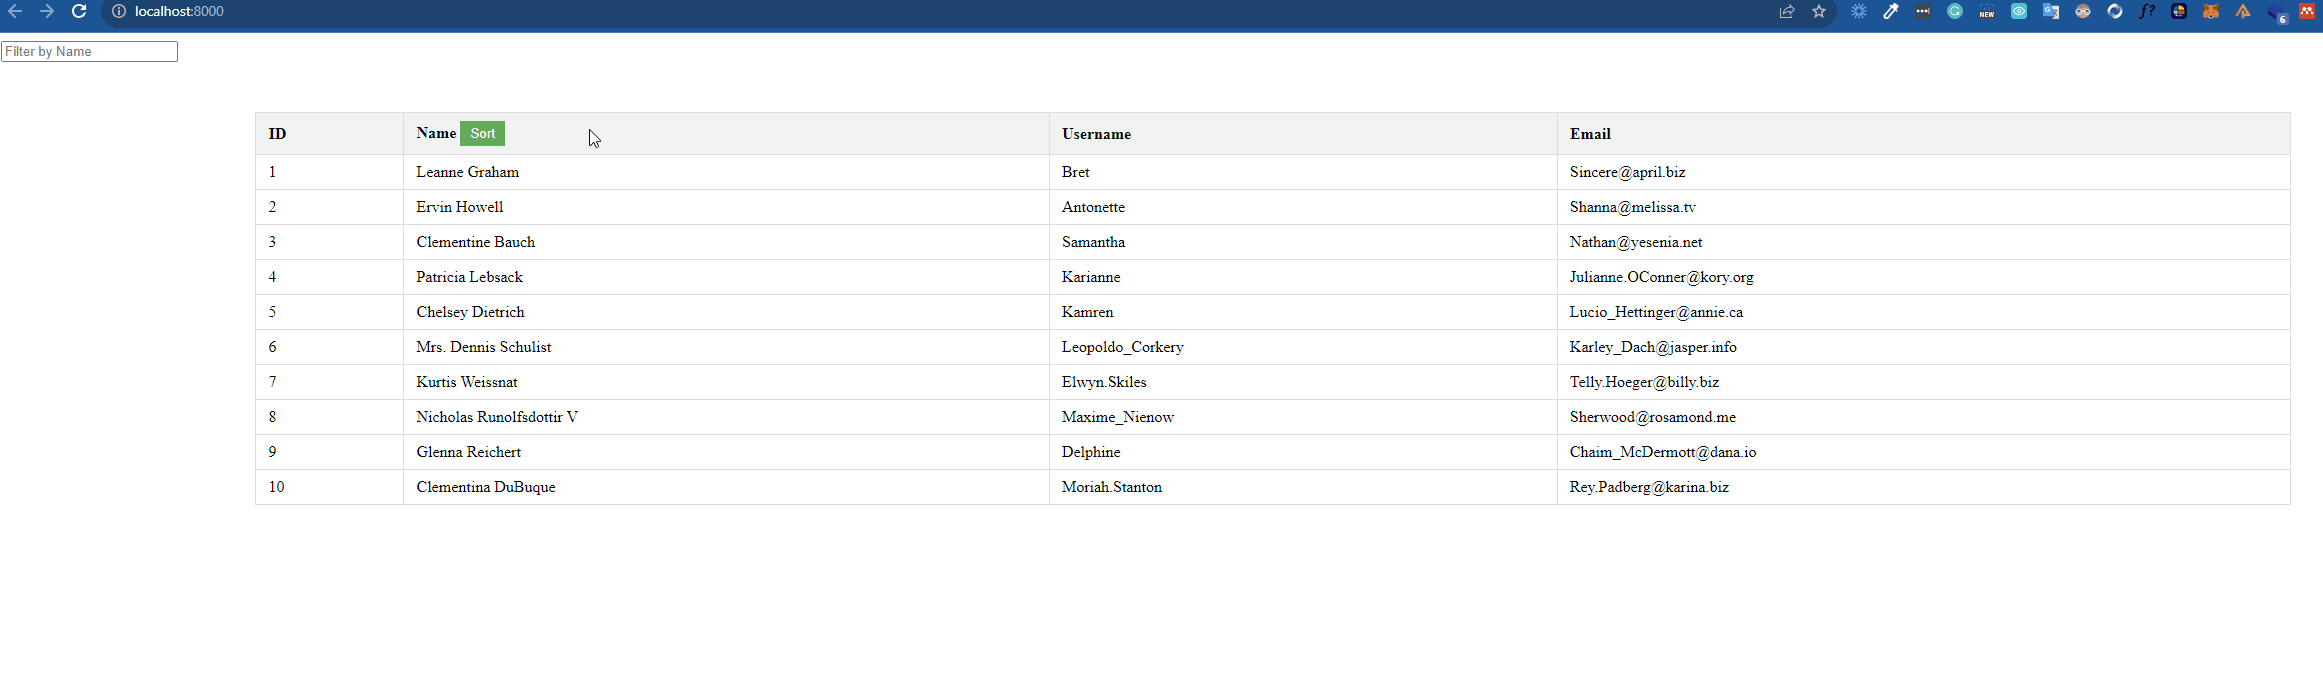 localhost:8000
NEW
6
Filter by Name
ID Name Sort Username Email
1 Leanne Graham Bret Sincere@april.biz
2 Ervin Howell Antonette Shanna@melissa.tv
3 Clementine Bauch Samantha Nathan@yesenia.net
4 Patricia Lebsack Karianne Julianne.OConner@kory.org
5 Chelsey Dietrich Kamren Lucio_Hettinger@annie.ca
6 Mrs. Dennis Schulist Leopoldo_Corkery Karley_Dach@jasper.info
7 Kurtis Weissnat Elwyn.Skiles Telly.Hoeger@billy.biz
8 Nicholas Runolfsdottir V Maxime_Nienow Sherwood@rosamond.me
9 Glenna Reichert Delphine Chaim_McDermott@dana.io
10 Clementina DuBuque Moriah.Stanton Rey.Padberg@karina.biz